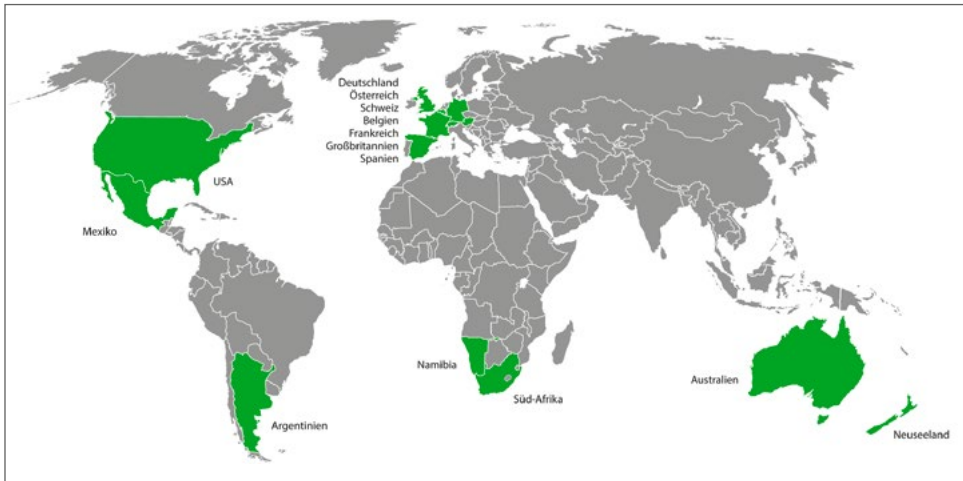 Deutschland
Österreich
Schweiz
Belgien
Frankreich
Großbritannien
Spanien
USA
Mexiko
Namibia
Süd-Afrika
Argentinien
Australien
Neuseeland